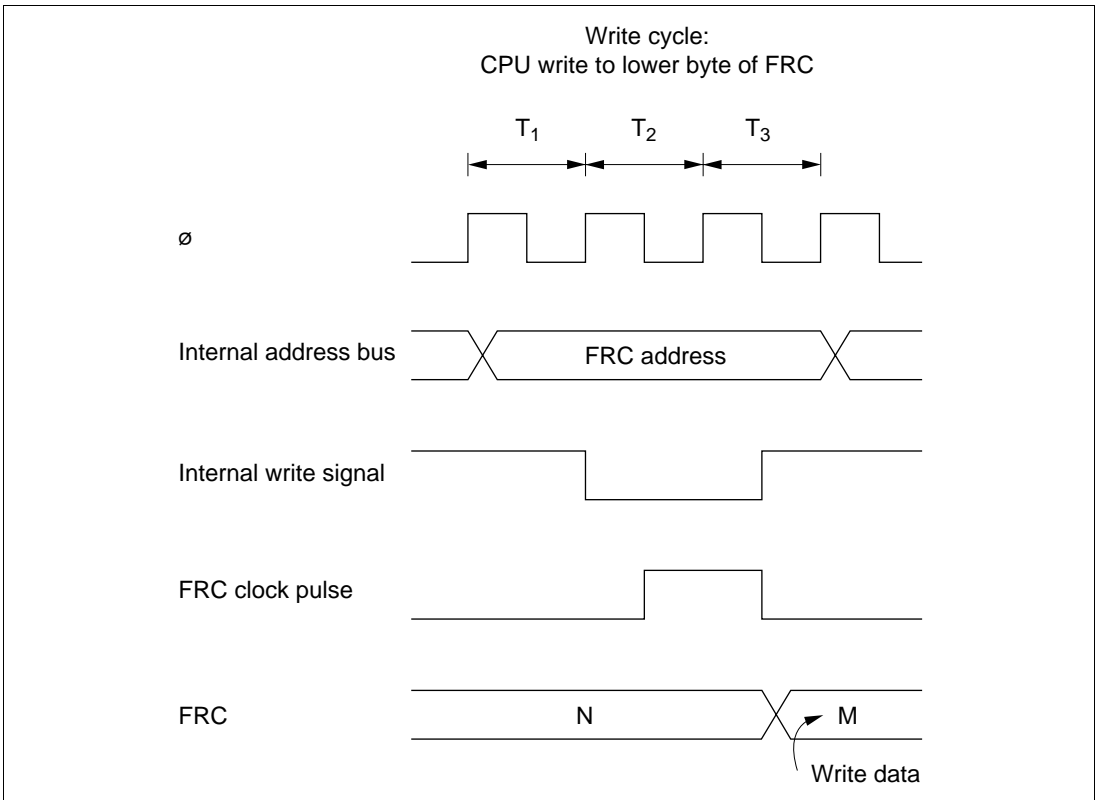 Write cycle:
CPU write to lower byte of FRC
T₁ T₂ T₃
ø
Internal address bus
FRC address
Internal write signal
FRC clock pulse
FRC
N
M
Write data